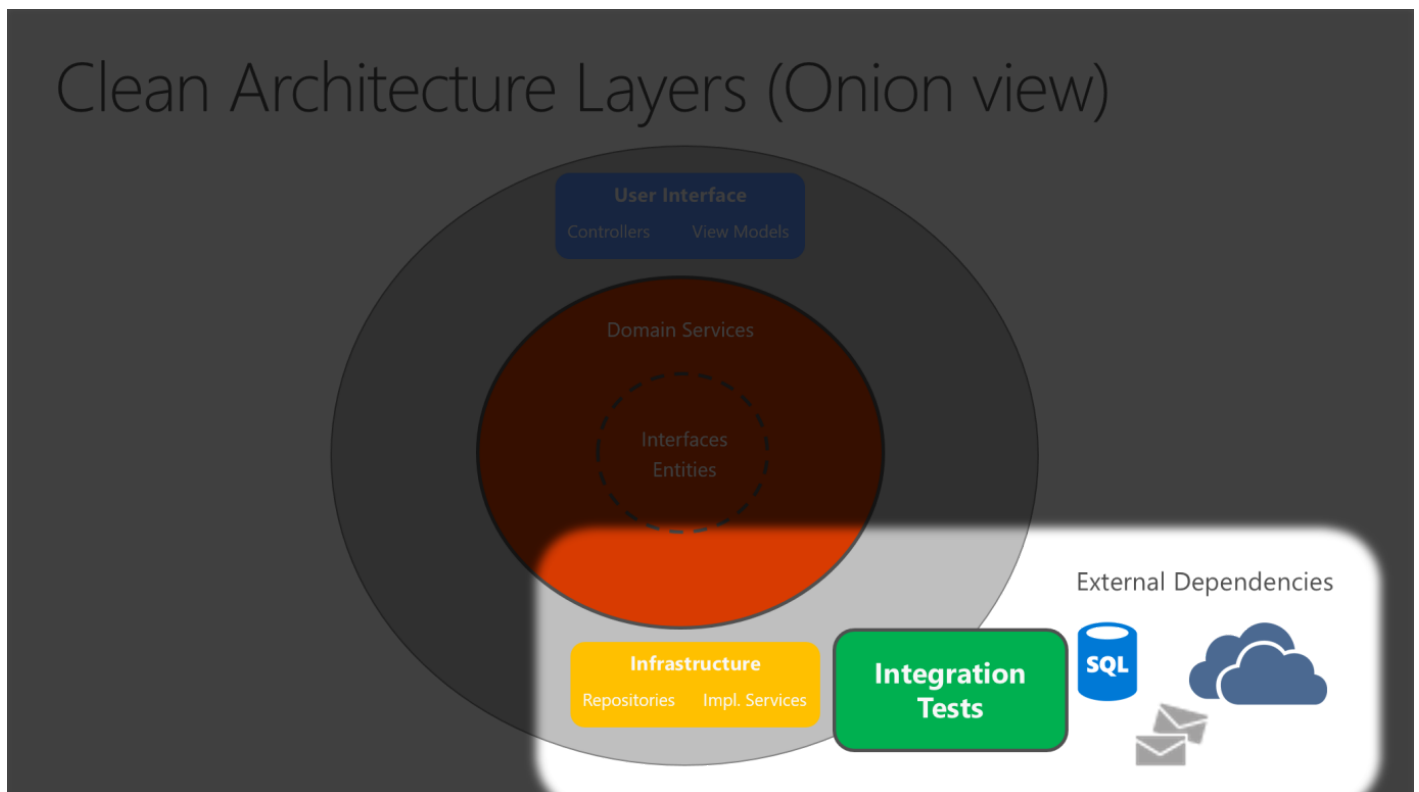 Clean Architecture Layers (Onion view)
User Interface
Controllers View Models
Domain Services
Interfaces
Entities
External Dependencies
SQL
Infrastructure
Repositories Impl. Services
Integration
Tests